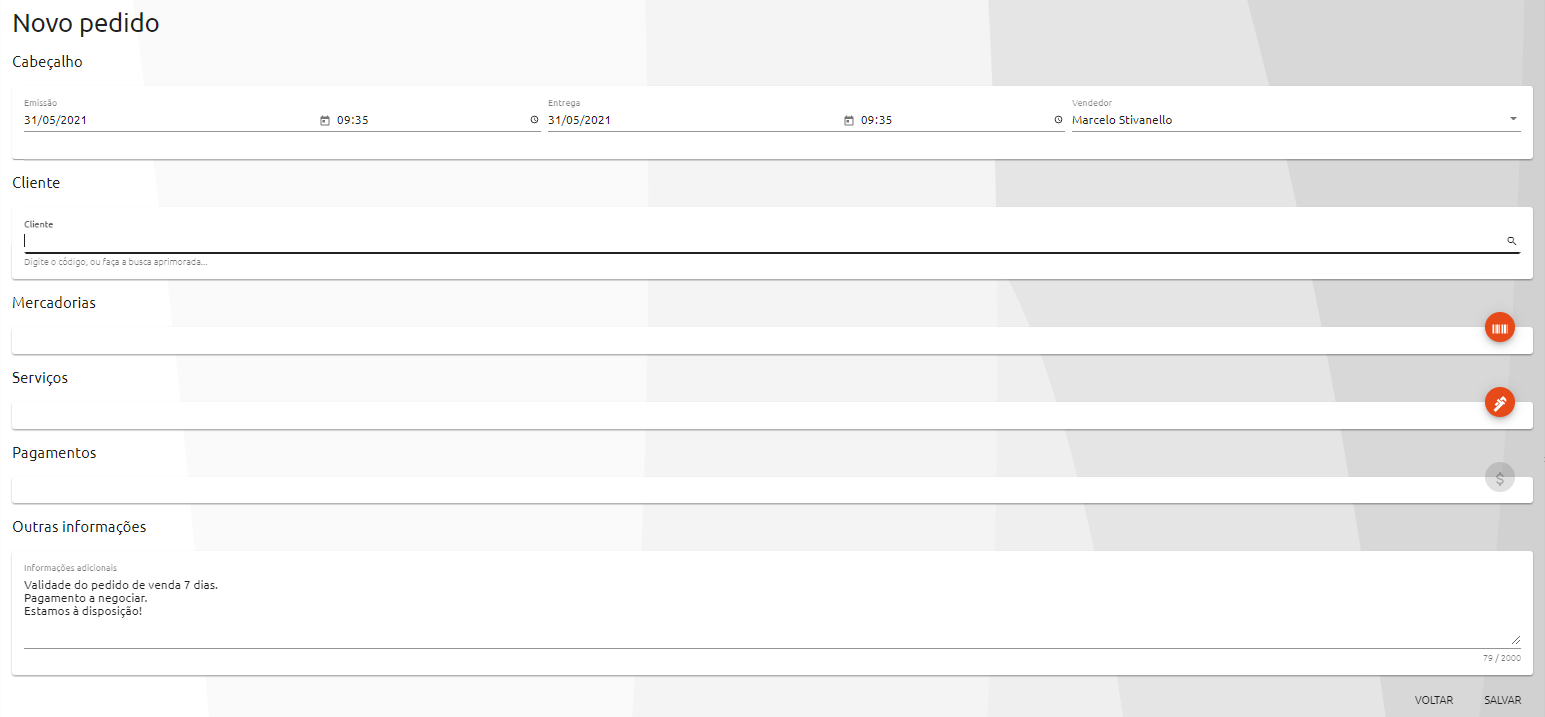 Novo pedido
Cabeçalho
Emissão
Entrega
Vendedor
31/05/2021 09:35 31/05/2021 09:35 Marcelo Stivanello
Cliente
Cliente
Digite o código, ou faça a busca aprimorada...
Mercadorias
Serviços
Pagamentos
$
Outras informações
Informações adicionais
Validade do pedido de venda 7 dias.
Pagamento a negociar.
Estamos à disposição!
79 / 2000
VOLTAR SALVAR